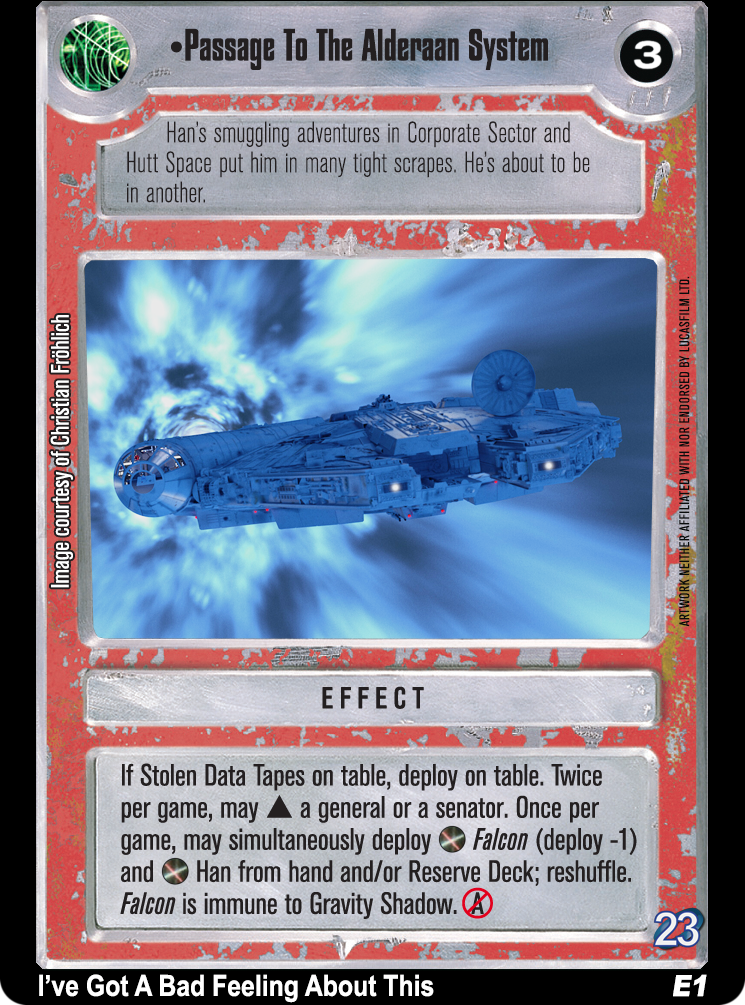 •Passage To The Alderaan System
3
Han's smuggling adventures in Corporate Sector and
Hutt Space put him in many tight scrapes. He's about to be
in another.
Image courtesy of Christian Fröhlich
ARTWORK NEITHER AFFILIATED WITH NOR ENDORSED BY LUCASFILM LTD.
EFFECT
If Stolen Data Tapes on table, deploy on table. Twice
per game, may ▲ a general or a senator. Once per
game, may simultaneously deploy Falcon (deploy -1)
and Han from hand and/or Reserve Deck; reshuffle.
Falcon is immune to Gravity Shadow. A
23
I've Got A Bad Feeling About This
E1